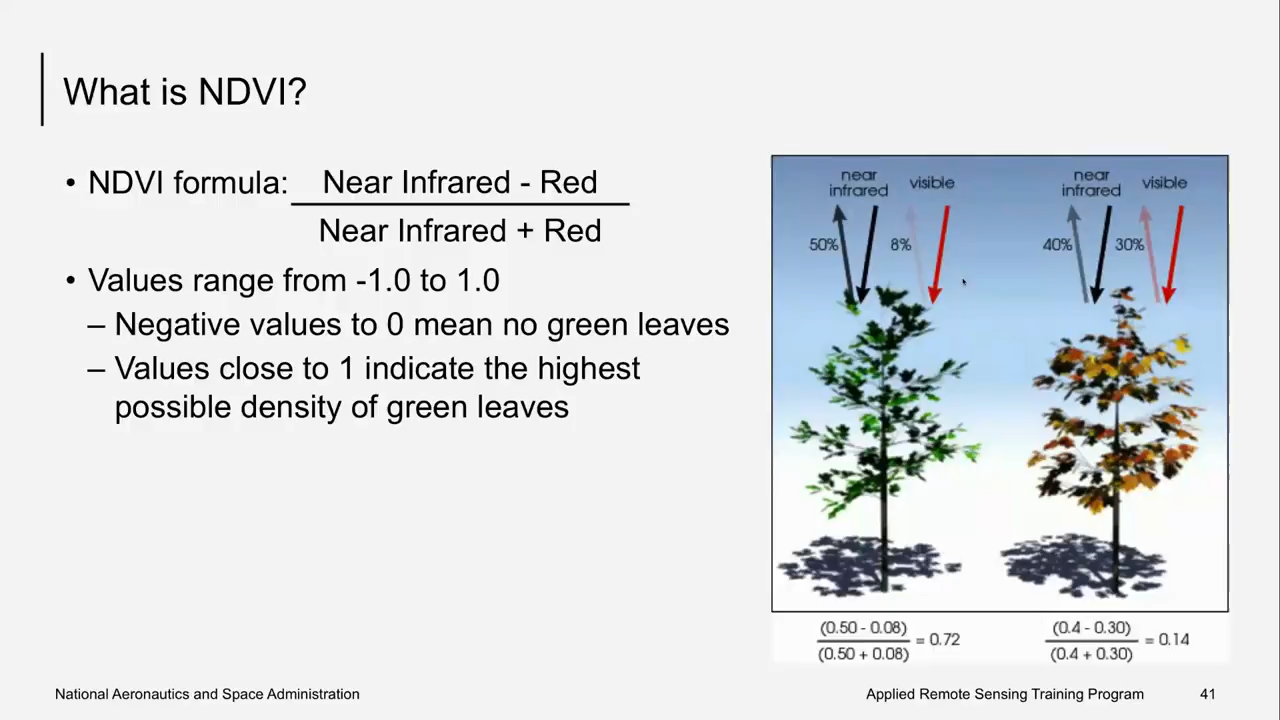 What is NDVI?
• NDVI formula: Near Infrared - Red
Near Infrared + Red
• Values range from -1.0 to 1.0
– Negative values to 0 mean no green leaves
– Values close to 1 indicate the highest
possible density of green leaves
near
infrared
visible
50%
8%
near
infrared
visible
40%
30%
(0.50 - 0.08)
(0.50 + 0.08)
= 0.72
(0.4 - 0.30)
(0.4 + 0.30)
= 0.14
National Aeronautics and Space Administration
Applied Remote Sensing Training Program
41